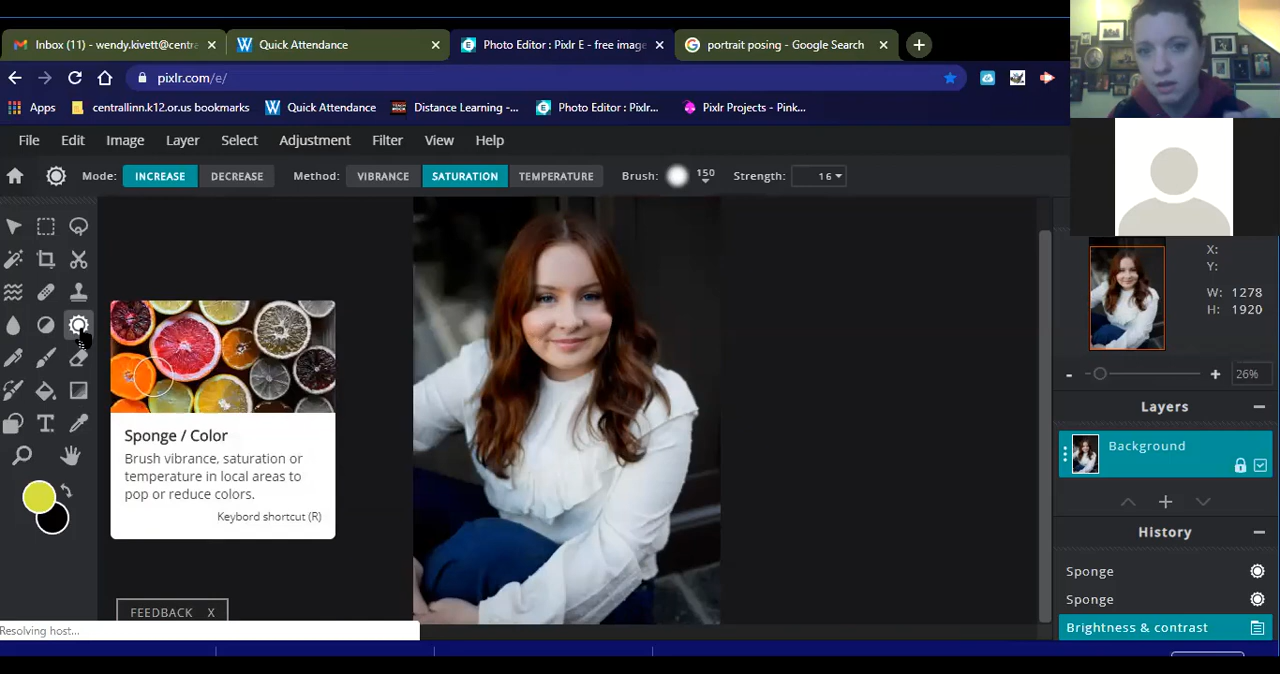 Inbox (11) - wendy.kivett@centra
Quick Attendance
Photo Editor : Pixlr E - free imag
portrait posing - Google Search
pixlr.com/e/
Apps
centrallinn.k12.or.us bookmarks
Quick Attendance
Distance Learning -...
Photo Editor : Pixlr...
Pixlr Projects - Pink...
File Edit Image Layer Select Adjustment Filter View Help
Mode: INCREASE DECREASE Method: VIBRANCE SATURATION TEMPERATURE Brush: 150 Strength: 16
X:
Y:
W: 1278
H: 1920
- + 26%
Layers
Background
History
Sponge
Sponge
Brightness & contrast
Sponge / Color
Brush vibrance, saturation or
temperature in local areas to
pop or reduce colors.
Keybord shortcut (R)
FEEDBACK X
Resolving host...